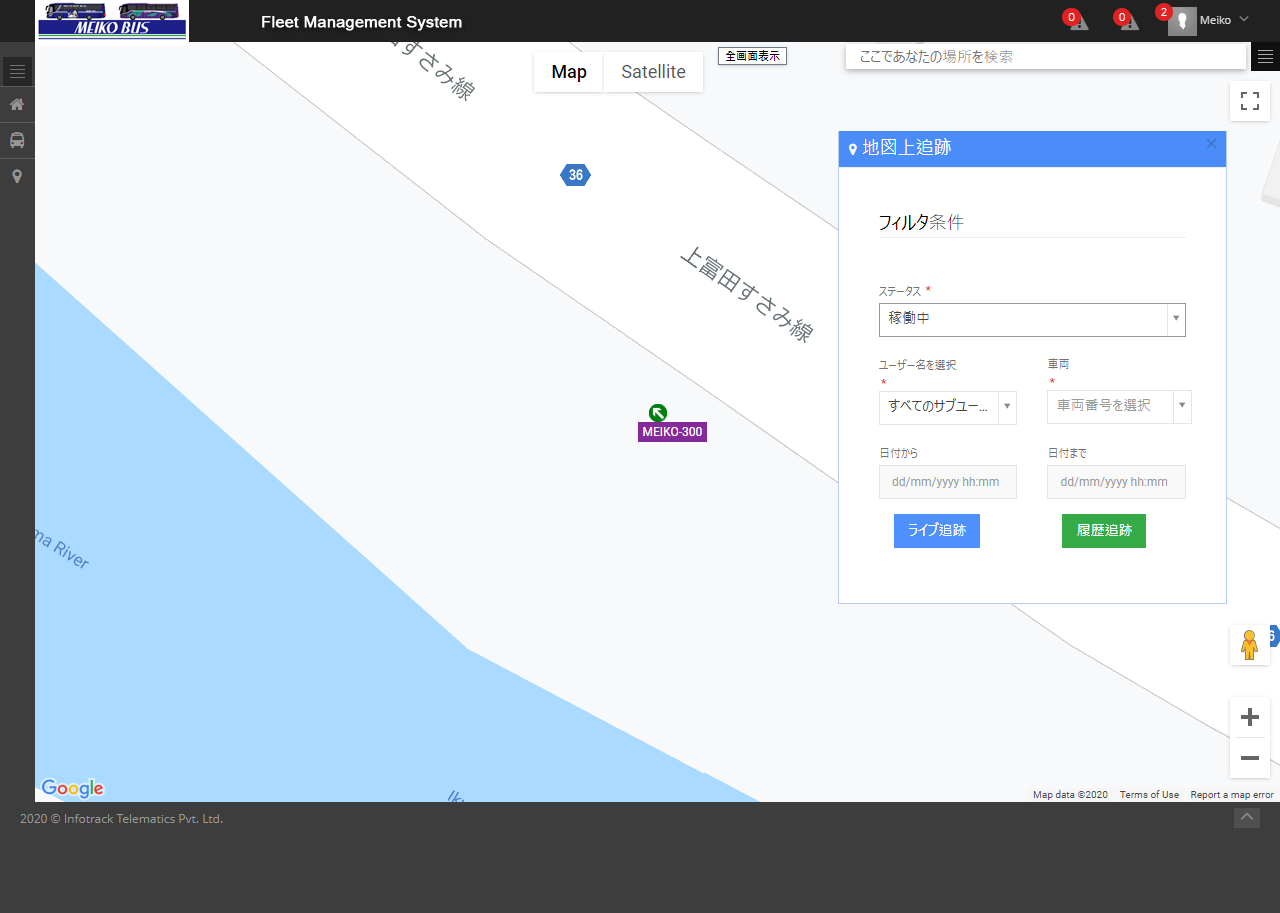 MEIKO BUS
Fleet Management System
0
0
2
Meiko
すさみ線
Map
Satellite
全画面表示
ここであなたの場所を検索
36
地図上追跡
フィルタ条件
上富田すさみ線
ステータス *
稼働中
ユーザー名を選択
*
車両
*
すべてのサブユー...
車両番号を選択
MEIKO-300
日付から
日付まで
dd/mm/yyyy hh:mm
dd/mm/yyyy hh:mm
ライブ追跡
履歴追跡
ma River
6
Google
Map data ©2020
Terms of Use
Report a map error
2020 © Infotrack Telematics Pvt. Ltd.